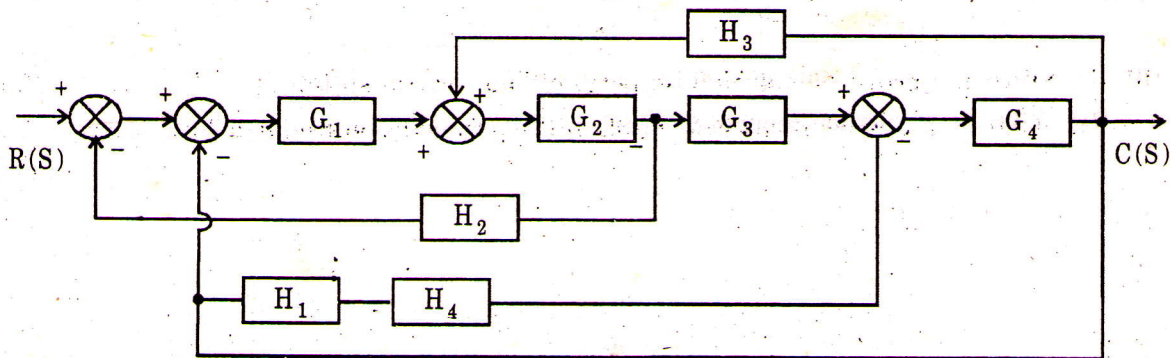 H3
+ + + +
G1 G2 G3 G4
R(S) − − + − − C(S)
H2
H1 H4